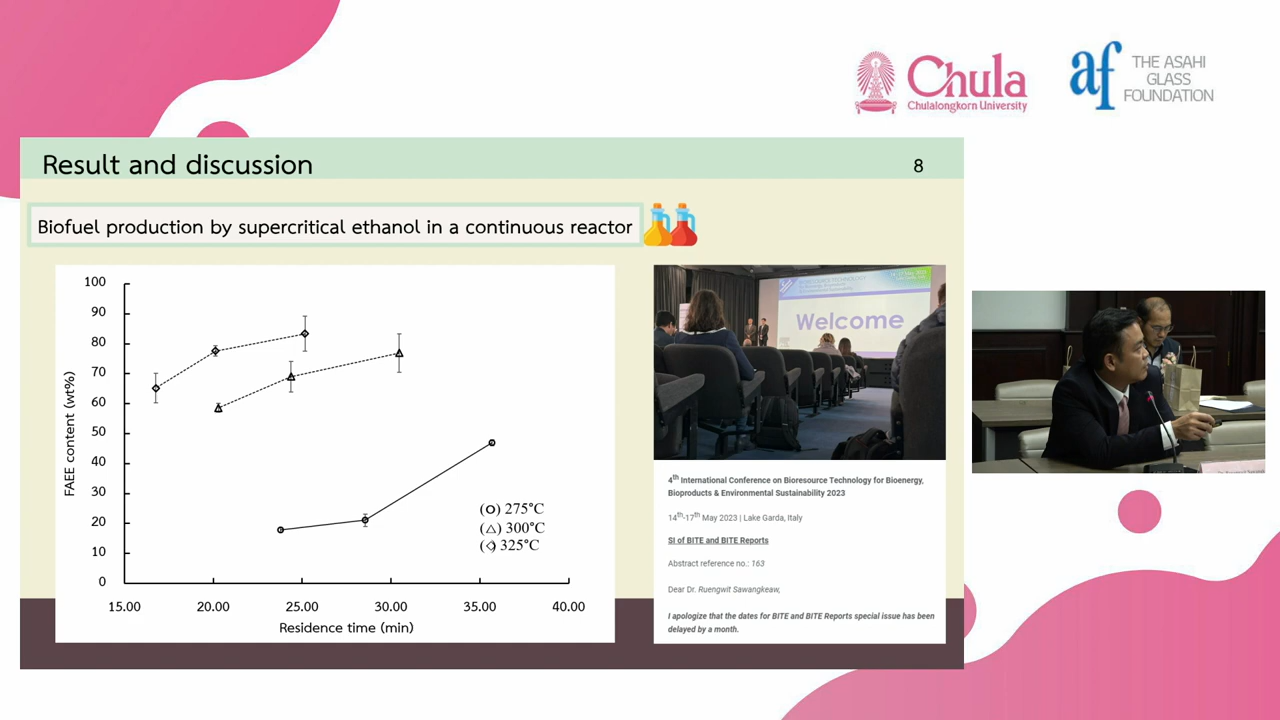 Chula
Chulalongkorn University
af
THE ASAHI
GLASS
FOUNDATION
Result and discussion
8
Biofuel production by supercritical ethanol in a continuous reactor
100
90
80
70
60
50
40
30
20
10
0
FAEE content (wt%)
15.00 20.00 25.00 30.00 35.00 40.00
Residence time (min)
(○) 275°C
(△) 300°C
(◇) 325°C
Welcome
4th International Conference on Bioresource Technology for Bioenergy,
Bioproducts & Environmental Sustainability 2023
14th-17th May 2023 | Lake Garda, Italy
SI of BITE and BITE Reports
Abstract reference no.: 163
Dear Dr. Ruengwit Sawangkeaw,
I apologize that the dates for BITE and BITE Reports special issue has been
delayed by a month.